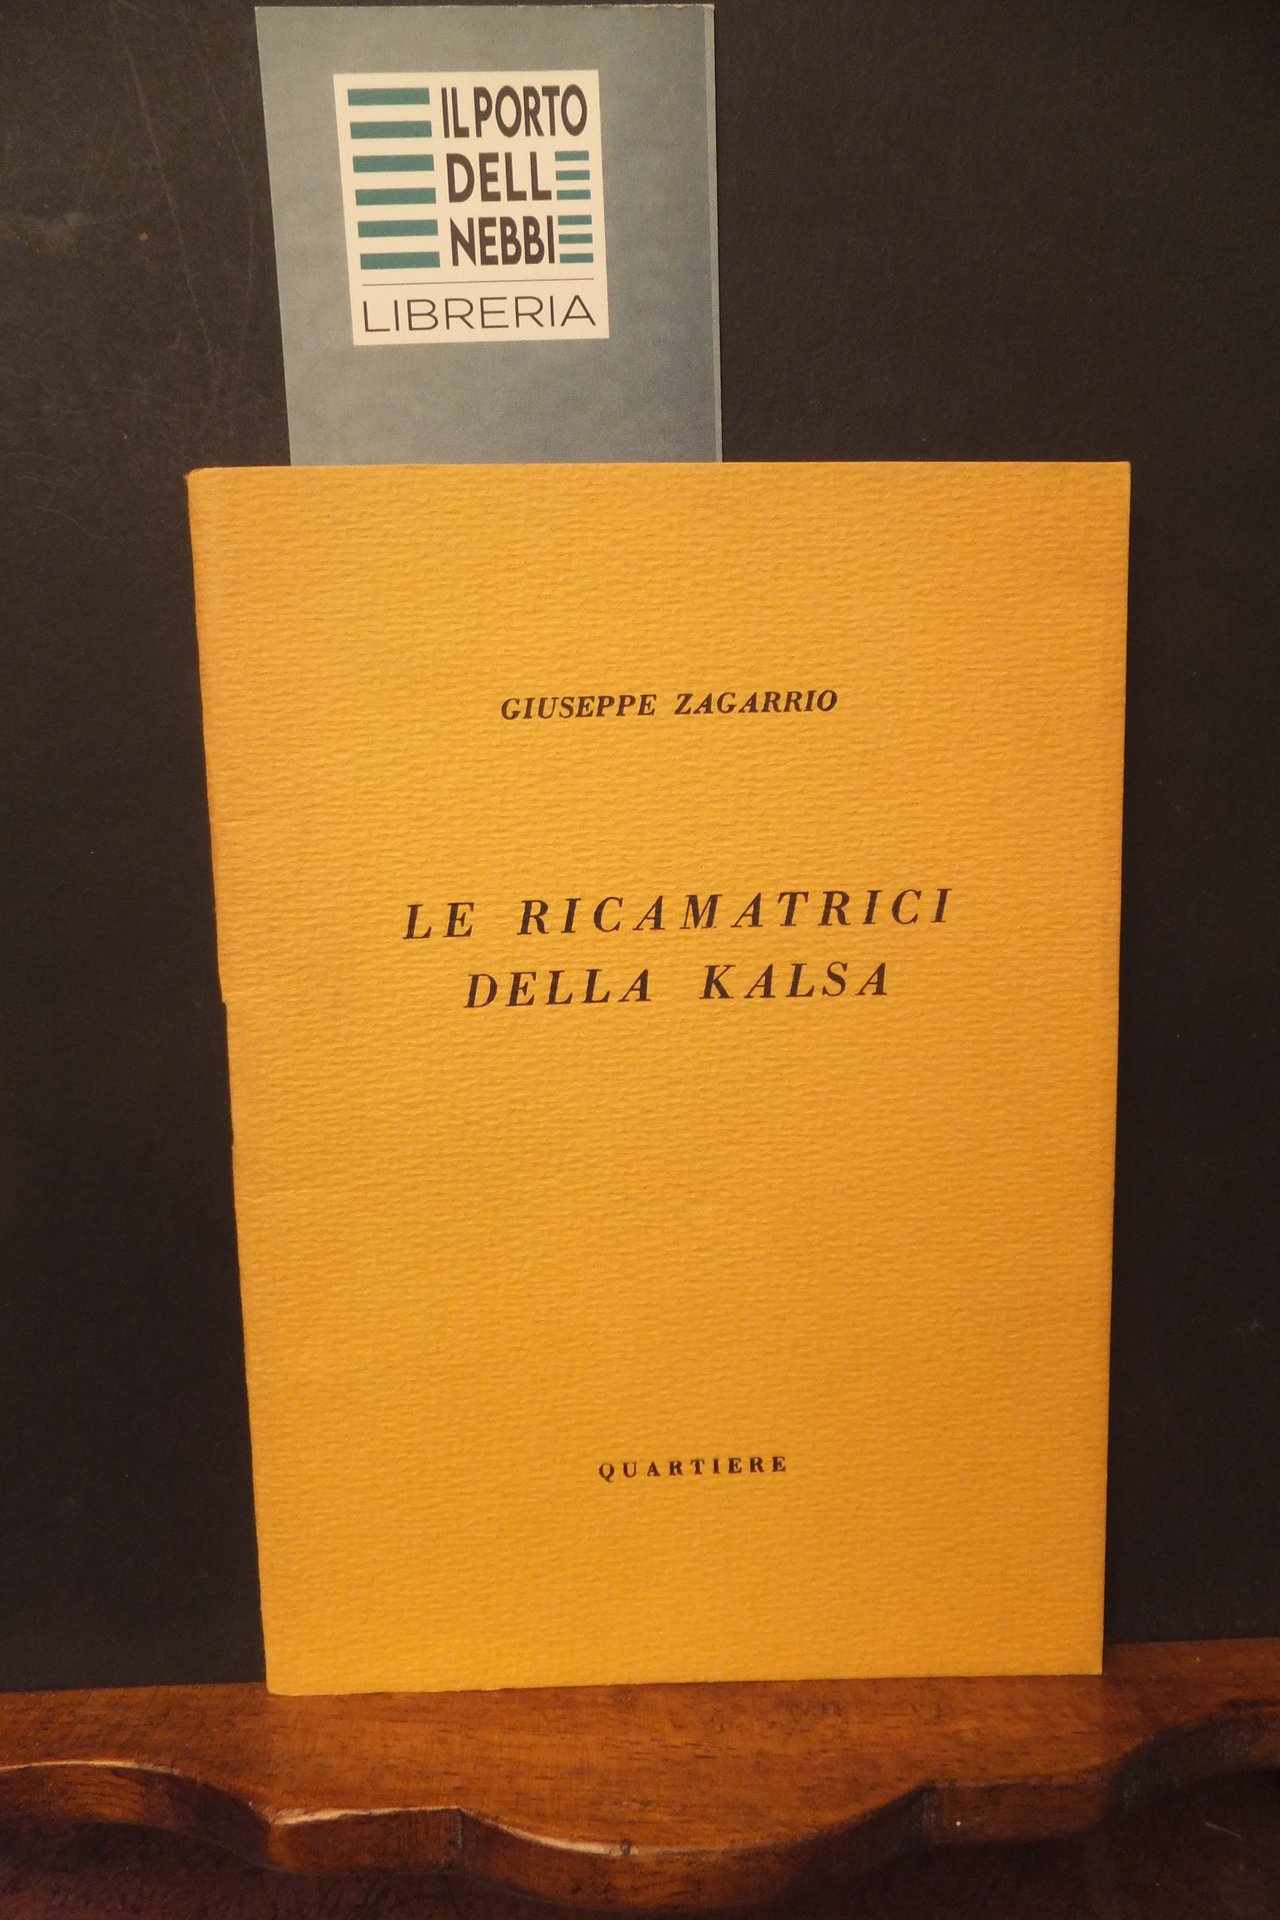 IL PORTO
DELL
NEBBI
LIBRERIA
GIUSEPPE ZAGARRIO
LE RICAMATRICI
DELLA KALSA
QUARTIERE